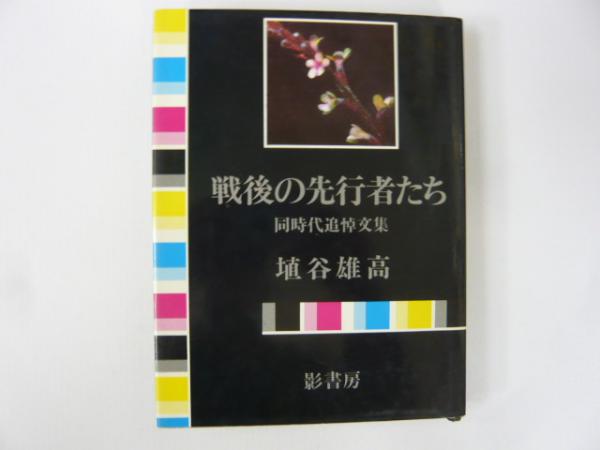 戦後の先行者たち
同時代追悼文集
埴谷雄高
影書房